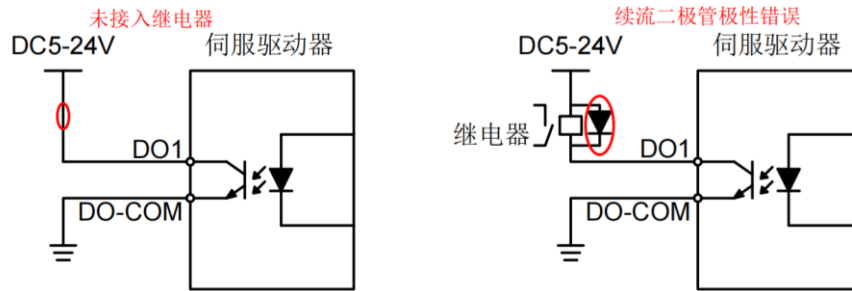 未接入继电器
DC5-24V
伺服驱动器
DO1
DO-COM
续流二极管极性错误
DC5-24V
伺服驱动器
继电器
DO1
DO-COM